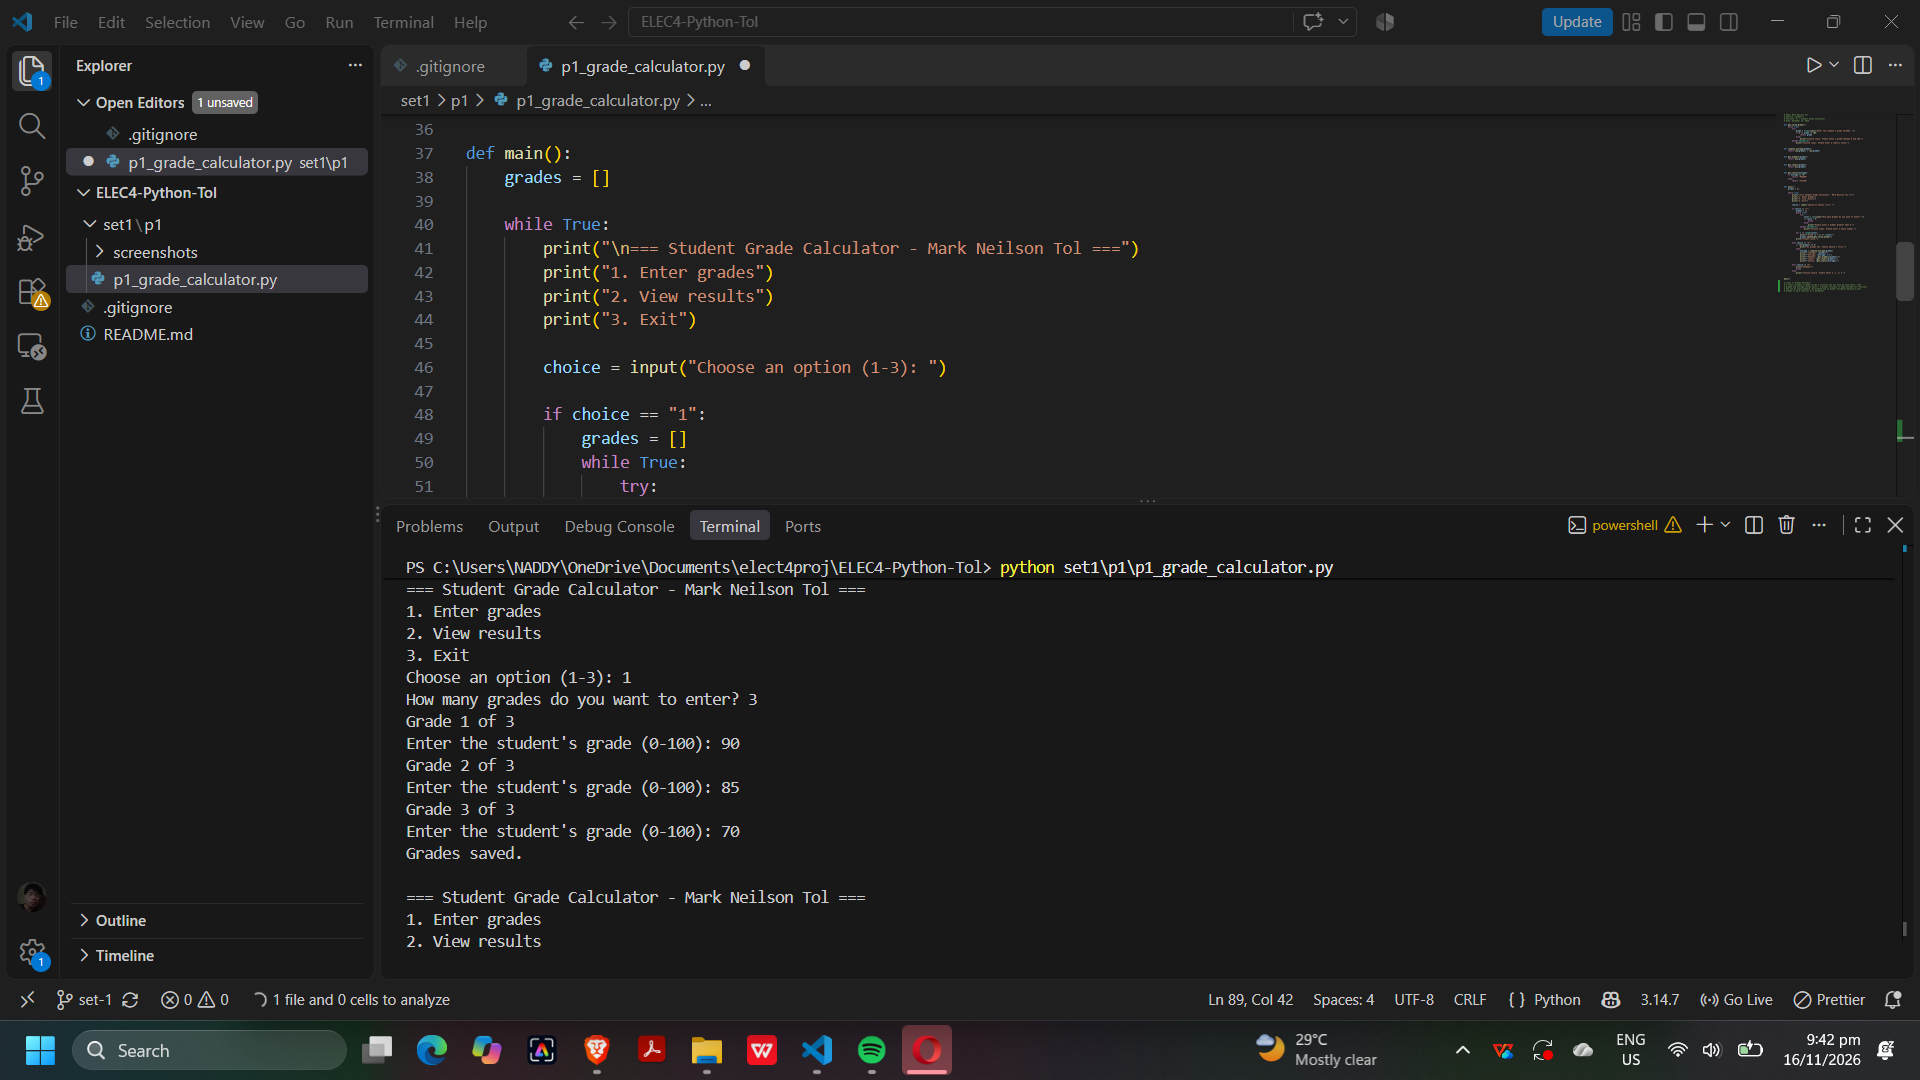 File Edit Selection View Go Run Terminal Help
ELEC4-Python-Tol
Update
Explorer
Open Editors 1 unsaved
.gitignore
p1_grade_calculator.py set1\p1
ELEC4-Python-Tol
set1\p1
screenshots
p1_grade_calculator.py
.gitignore
README.md
Outline
Timeline
.gitignore
p1_grade_calculator.py
set1 > p1 > p1_grade_calculator.py > ...
36
37 def main():
38 grades = []
39
40 while True:
41 print("\n=== Student Grade Calculator - Mark Neilson Tol ===")
42 print("1. Enter grades")
43 print("2. View results")
44 print("3. Exit")
45
46 choice = input("Choose an option (1-3): ")
47
48 if choice == "1":
49 grades = []
50 while True:
51 try:
Problems Output Debug Console Terminal Ports
powershell
PS C:\Users\NADDY\OneDrive\Documents\elect4proj\ELEC4-Python-Tol> python set1\p1\p1_grade_calculator.py
=== Student Grade Calculator - Mark Neilson Tol ===
1. Enter grades
2. View results
3. Exit
Choose an option (1-3): 1
How many grades do you want to enter? 3
Grade 1 of 3
Enter the student's grade (0-100): 90
Grade 2 of 3
Enter the student's grade (0-100): 85
Grade 3 of 3
Enter the student's grade (0-100): 70
Grades saved.
=== Student Grade Calculator - Mark Neilson Tol ===
1. Enter grades
2. View results
set-1 0 0 1 file and 0 cells to analyze Ln 89, Col 42 Spaces: 4 UTF-8 CRLF { } Python 3.14.7 Go Live Prettier
Search
29°C
Mostly clear
ENG
US
9:42 pm
16/11/2026